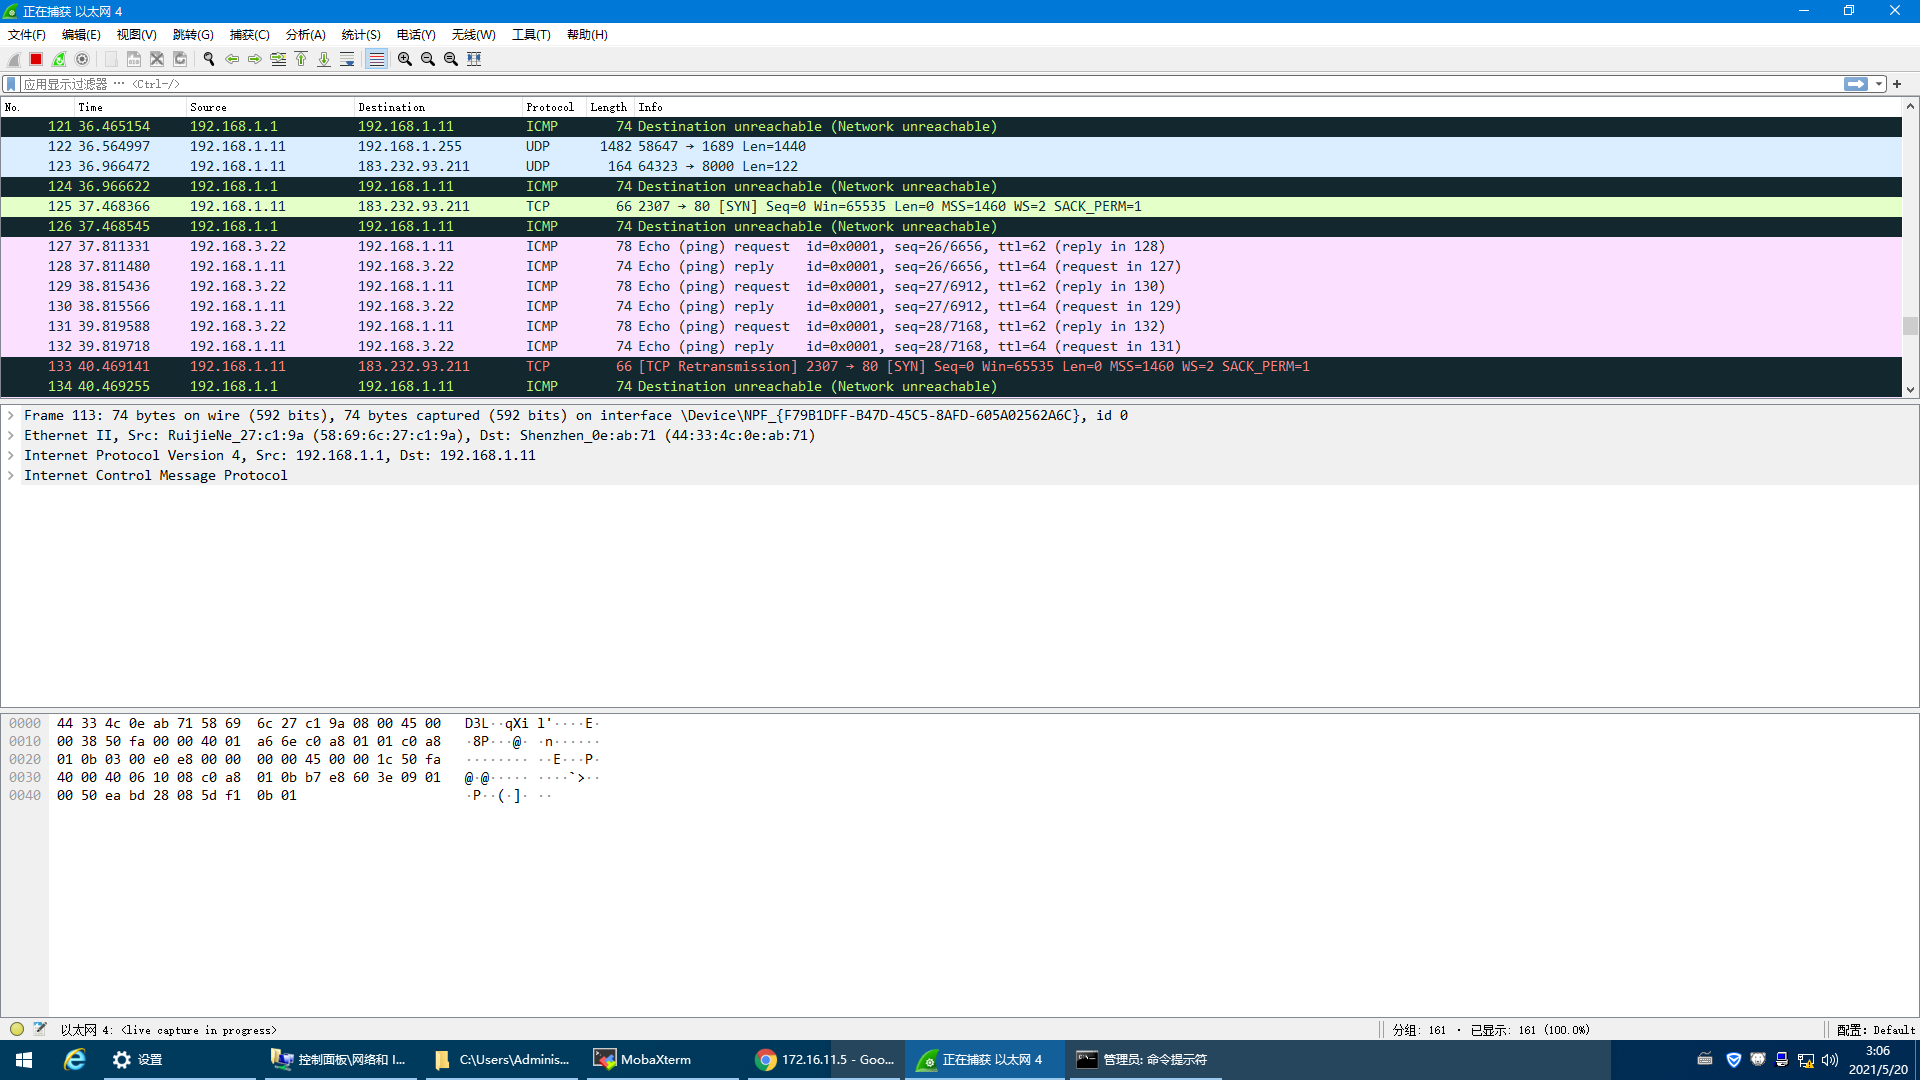 正在捕获 以太网 4
文件(F) 编辑(E) 视图(V) 跳转(G) 捕获(C) 分析(A) 统计(S) 电话(Y) 无线(W) 工具(T) 帮助(H)
应用显示过滤器 … <Ctrl-/>
No. Time Source Destination Protocol Length Info
121 36.465154 192.168.1.1 192.168.1.11 ICMP 74 Destination unreachable (Network unreachable)
122 36.564997 192.168.1.11 192.168.1.255 UDP 1482 58647 → 1689 Len=1440
123 36.966472 192.168.1.11 183.232.93.211 UDP 164 64323 → 8000 Len=122
124 36.966622 192.168.1.1 192.168.1.11 ICMP 74 Destination unreachable (Network unreachable)
125 37.468366 192.168.1.11 183.232.93.211 TCP 66 2307 → 80 [SYN] Seq=0 Win=65535 Len=0 MSS=1460 WS=2 SACK_PERM=1
126 37.468545 192.168.1.1 192.168.1.11 ICMP 74 Destination unreachable (Network unreachable)
127 37.811331 192.168.3.22 192.168.1.11 ICMP 78 Echo (ping) request id=0x0001, seq=26/6656, ttl=62 (reply in 128)
128 37.811480 192.168.1.11 192.168.3.22 ICMP 74 Echo (ping) reply id=0x0001, seq=26/6656, ttl=64 (request in 127)
129 38.815436 192.168.3.22 192.168.1.11 ICMP 78 Echo (ping) request id=0x0001, seq=27/6912, ttl=62 (reply in 130)
130 38.815566 192.168.1.11 192.168.3.22 ICMP 74 Echo (ping) reply id=0x0001, seq=27/6912, ttl=64 (request in 129)
131 39.819588 192.168.3.22 192.168.1.11 ICMP 78 Echo (ping) request id=0x0001, seq=28/7168, ttl=62 (reply in 132)
132 39.819718 192.168.1.11 192.168.3.22 ICMP 74 Echo (ping) reply id=0x0001, seq=28/7168, ttl=64 (request in 131)
133 40.469141 192.168.1.11 183.232.93.211 TCP 66 [TCP Retransmission] 2307 → 80 [SYN] Seq=0 Win=65535 Len=0 MSS=1460 WS=2 SACK_PERM=1
134 40.469255 192.168.1.1 192.168.1.11 ICMP 74 Destination unreachable (Network unreachable)
Frame 113: 74 bytes on wire (592 bits), 74 bytes captured (592 bits) on interface \Device\NPF_{F79B1DFF-B47D-45C5-8AFD-605A02562A6C}, id 0
Ethernet II, Src: RuijieNe_27:c1:9a (58:69:6c:27:c1:9a), Dst: Shenzhen_0e:ab:71 (44:33:4c:0e:ab:71)
Internet Protocol Version 4, Src: 192.168.1.1, Dst: 192.168.1.11
Internet Control Message Protocol
0000 44 33 4c 0e ab 71 58 69 6c 27 c1 9a 08 00 45 00 D3L··qXi l'····E·
0010 00 38 50 fa 00 00 40 01 a6 6e c0 a8 01 01 c0 a8 ·8P···@· ·n······
0020 01 0b 03 00 e0 e8 00 00 00 00 45 00 00 1c 50 fa ········ ··E···P·
0030 40 00 40 06 10 08 c0 a8 01 0b b7 e8 60 3e 09 01 @·@····· ····`>··
0040 00 50 ea bd 28 08 5d f1 0b 01 ·P··(·]· ··
以太网 4: <live capture in progress> 分组: 161 · 已显示: 161 (100.0%) 配置: Default
设置 控制面板\网络和 I... C:\Users\Adminis... MobaXterm 172.16.11.5 - Goo... 正在捕获 以太网 4 管理员: 命令提示符 3:06
2021/5/20